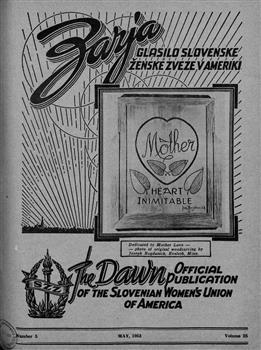 Zarja
GLASILO SLOVENSKE
ŽENSKE ZVEZE V AMERIKI
Mother
HEART
INIMITABLE
Dedicated to Mother Love —
— photo of original woodcarving by
Joseph Bogdanich, Eveleth, Minn.
SŽZ
The Dawn OFFICIAL
PUBLICATION
OF THE SLOVENIAN WOMEN'S UNION
OF AMERICA
Number 5 MAY, 1953 Volume 25